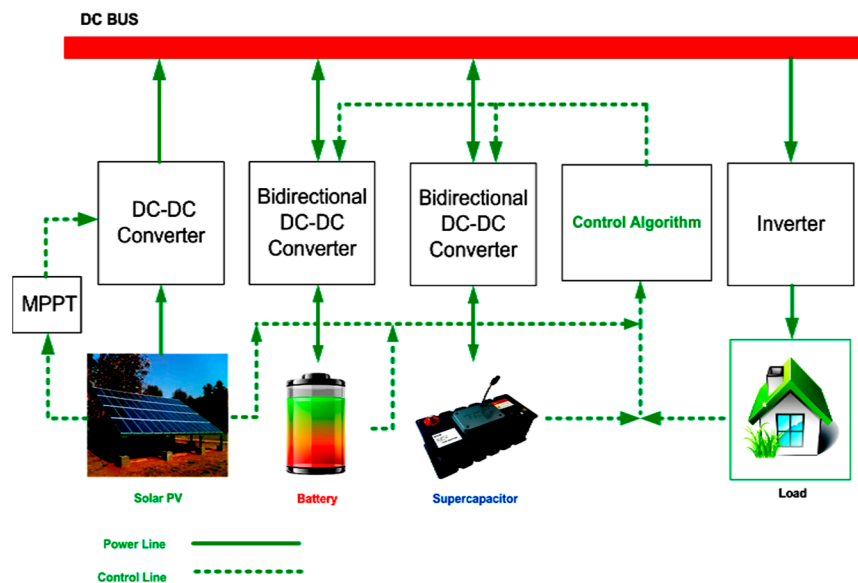 DC BUS
DC-DC
Converter
Bidirectional
DC-DC
Converter
Bidirectional
DC-DC
Converter
Control Algorithm
Inverter
MPPT
Solar PV
Battery
Supercapacitor
Load
Power Line
Control Line